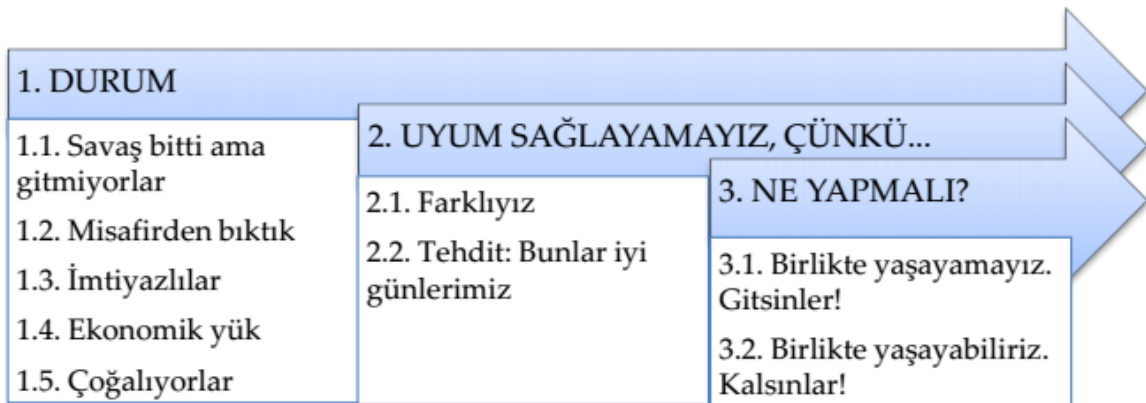 1. DURUM
1.1. Savaş bitti ama
gitmiyorlar
1.2. Misafirden bıktık
1.3. İmtiyazlılar
1.4. Ekonomik yük
1.5. Çoğalıyorlar
2. UYUM SAĞLAYAMAYIZ, ÇÜNKÜ...
2.1. Farklıyız
2.2. Tehdit: Bunlar iyi
günlerimiz
3. NE YAPMALI?
3.1. Birlikte yaşayamayız.
Gitsinler!
3.2. Birlikte yaşayabiliriz.
Kalsınlar!